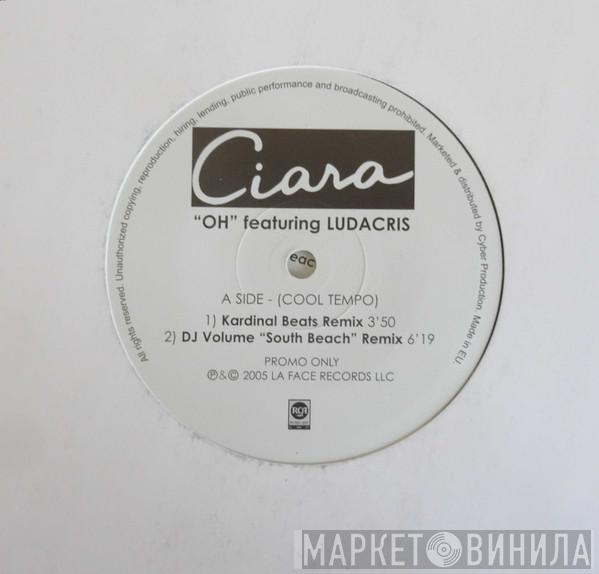 All rights reserved. Unauthorized copying, reproduction, hiring, lending, public performance and broadcasting prohibited. Marketed & distributed by Cyber Production. Made in EU.
Ciara
“OH” featuring LUDACRIS
eac
A SIDE - (COOL TEMPO)
1) Kardinal Beats Remix 3'50
2) DJ Volume “South Beach” Remix 6'19
PROMO ONLY
℗&© 2005 LA FACE RECORDS LLC
RCA
МАРКЕТ ВИНИЛА